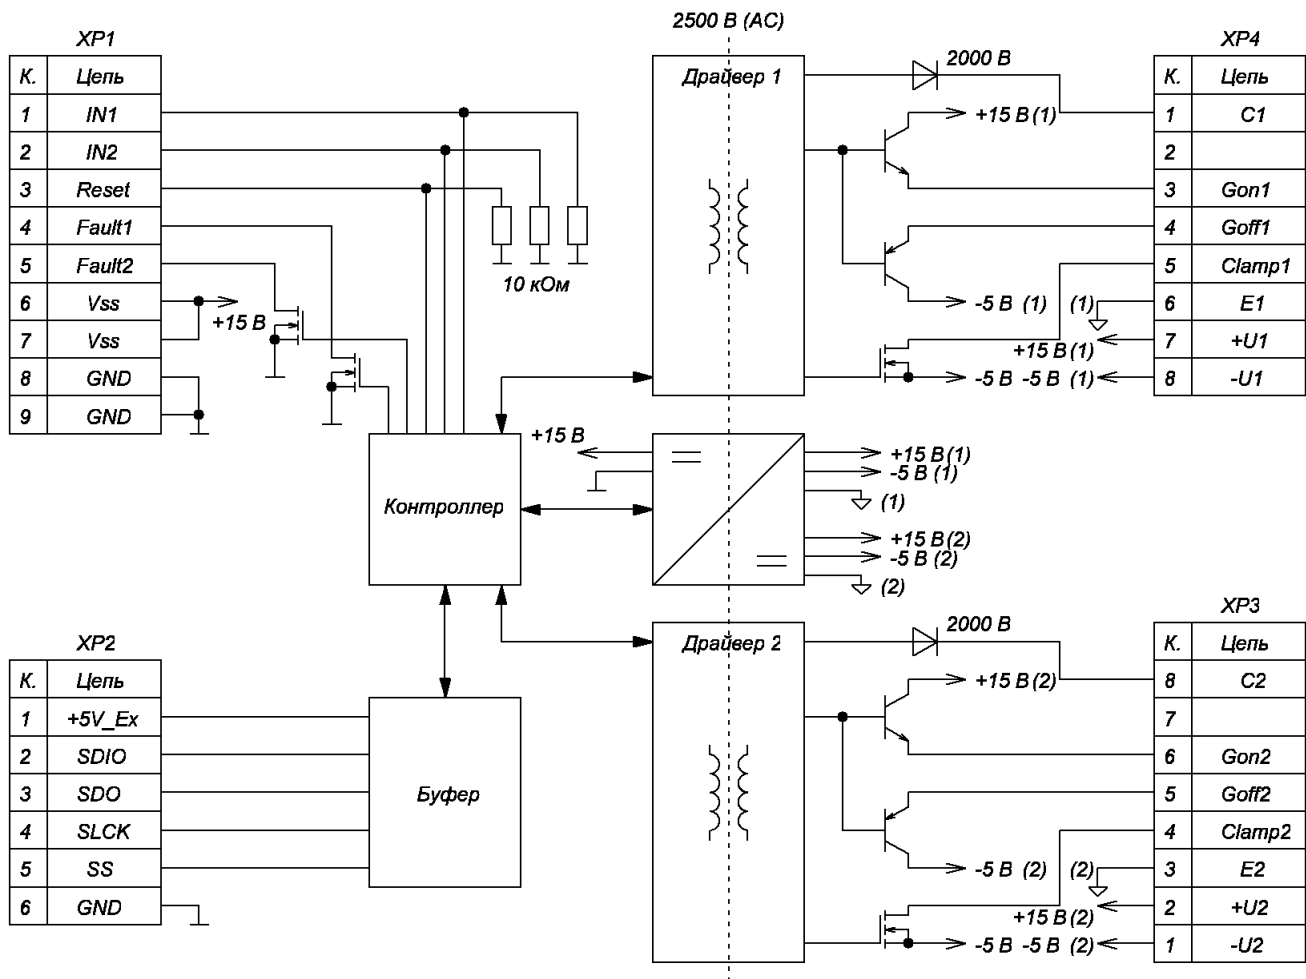 2500 В (AC)
XP1
К. Цепь
1 IN1
2 IN2
3 Reset
4 Fault1
5 Fault2
6 Vss
7 Vss
8 GND
9 GND
+15 В
10 кОм
Драйвер 1
2000 В
+15 В (1)
-5 В (1)
(1)
+15 В (1)
-5 В
-5 В (1)
XP4
К. Цепь
1 C1
2
3 Gon1
4 Goff1
5 Clamp1
6 E1
7 +U1
8 -U1
Контроллер
+15 В
+15 В (1)
-5 В (1)
(1)
+15 В (2)
-5 В (2)
(2)
XP2
К. Цепь
1 +5V_Ex
2 SDIO
3 SDO
4 SLCK
5 SS
6 GND
Буфер
Драйвер 2
2000 В
+15 В (2)
-5 В (2)
(2)
+15 В (2)
-5 В
-5 В (2)
XP3
К. Цепь
8 C2
7
6 Gon2
5 Goff2
4 Clamp2
3 E2
2 +U2
1 -U2